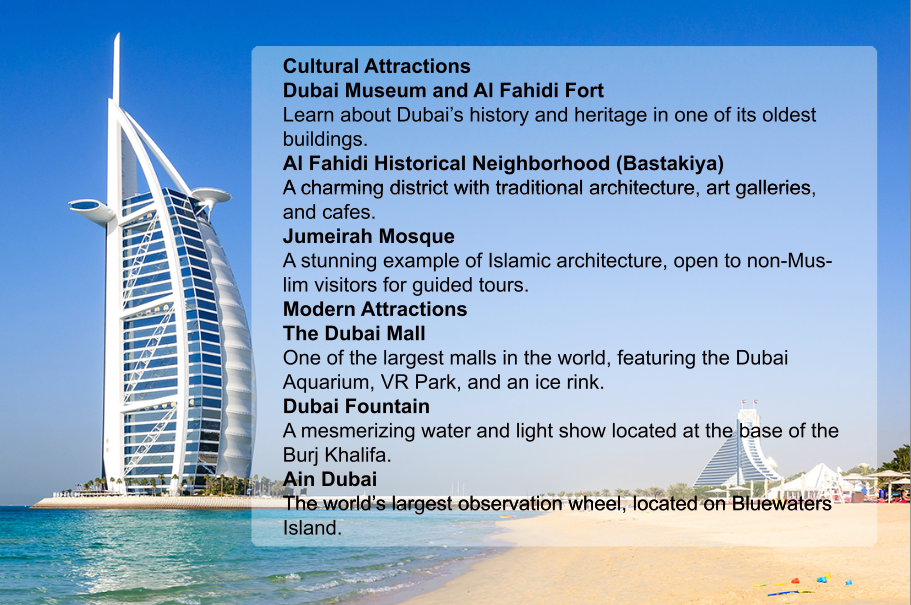 Cultural Attractions
Dubai Museum and Al Fahidi Fort
Learn about Dubai’s history and heritage in one of its oldest
buildings.
Al Fahidi Historical Neighborhood (Bastakiya)
A charming district with traditional architecture, art galleries,
and cafes.
Jumeirah Mosque
A stunning example of Islamic architecture, open to non-Mus-
lim visitors for guided tours.
Modern Attractions
The Dubai Mall
One of the largest malls in the world, featuring the Dubai
Aquarium, VR Park, and an ice rink.
Dubai Fountain
A mesmerizing water and light show located at the base of the
Burj Khalifa.
Ain Dubai
The world’s largest observation wheel, located on Bluewaters
Island.